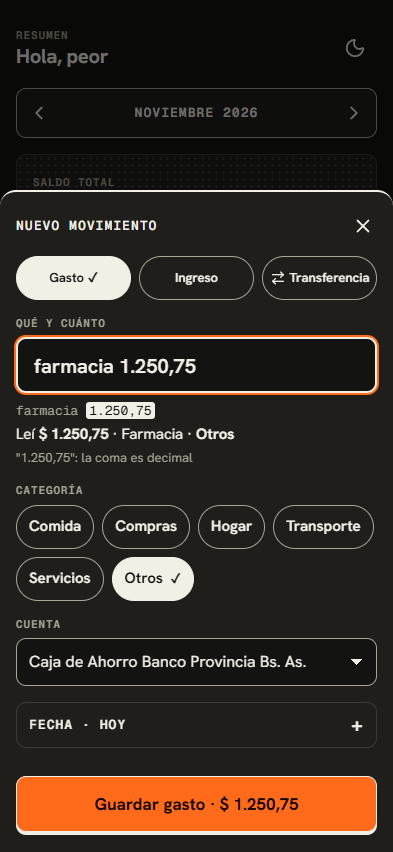 RESUMEN
Hola, peor
NOVIEMBRE 2026
SALDO TOTAL
NUEVO MOVIMIENTO
Gasto ✓
Ingreso
Transferencia
QUÉ Y CUÁNTO
farmacia 1.250,75
farmacia 1.250,75
Leí $ 1.250,75 · Farmacia · Otros
"1.250,75": la coma es decimal
CATEGORÍA
Comida
Compras
Hogar
Transporte
Servicios
Otros ✓
CUENTA
Caja de Ahorro Banco Provincia Bs. As.
FECHA · HOY
+
Guardar gasto · $ 1.250,75